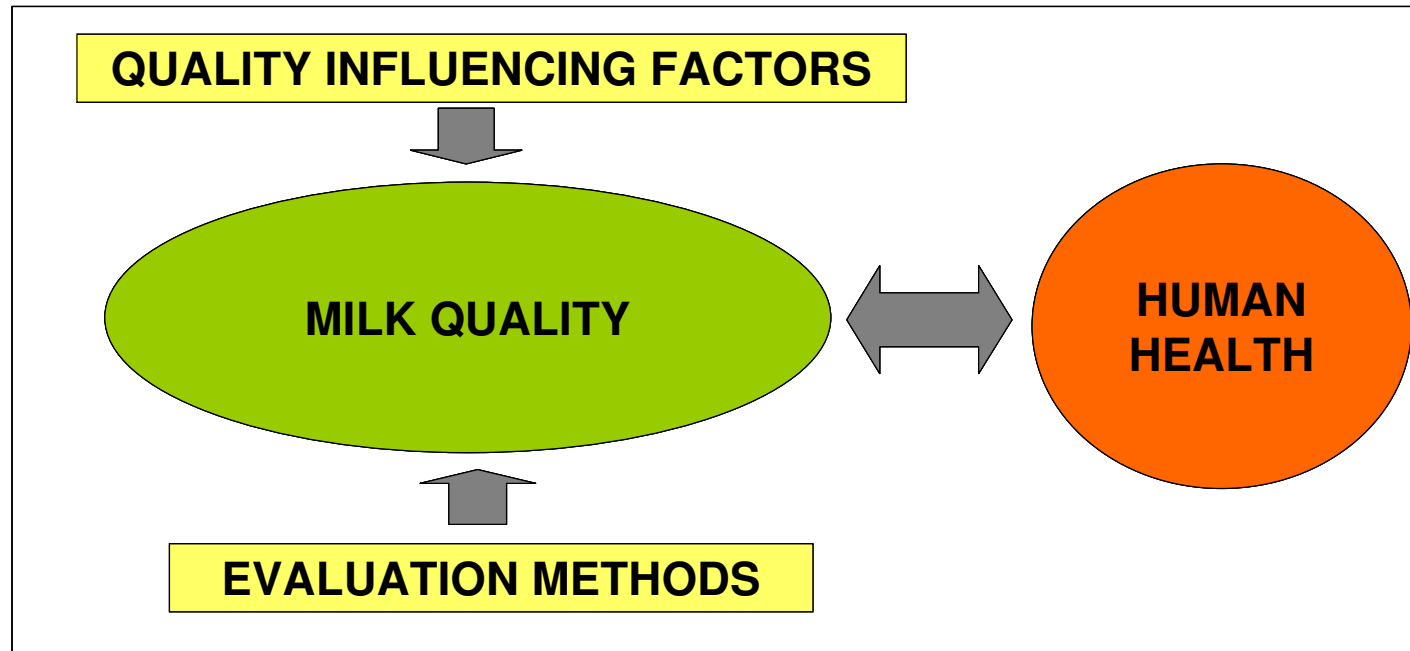 QUALITY INFLUENCING FACTORS
MILK QUALITY
HUMAN
HEALTH
EVALUATION METHODS